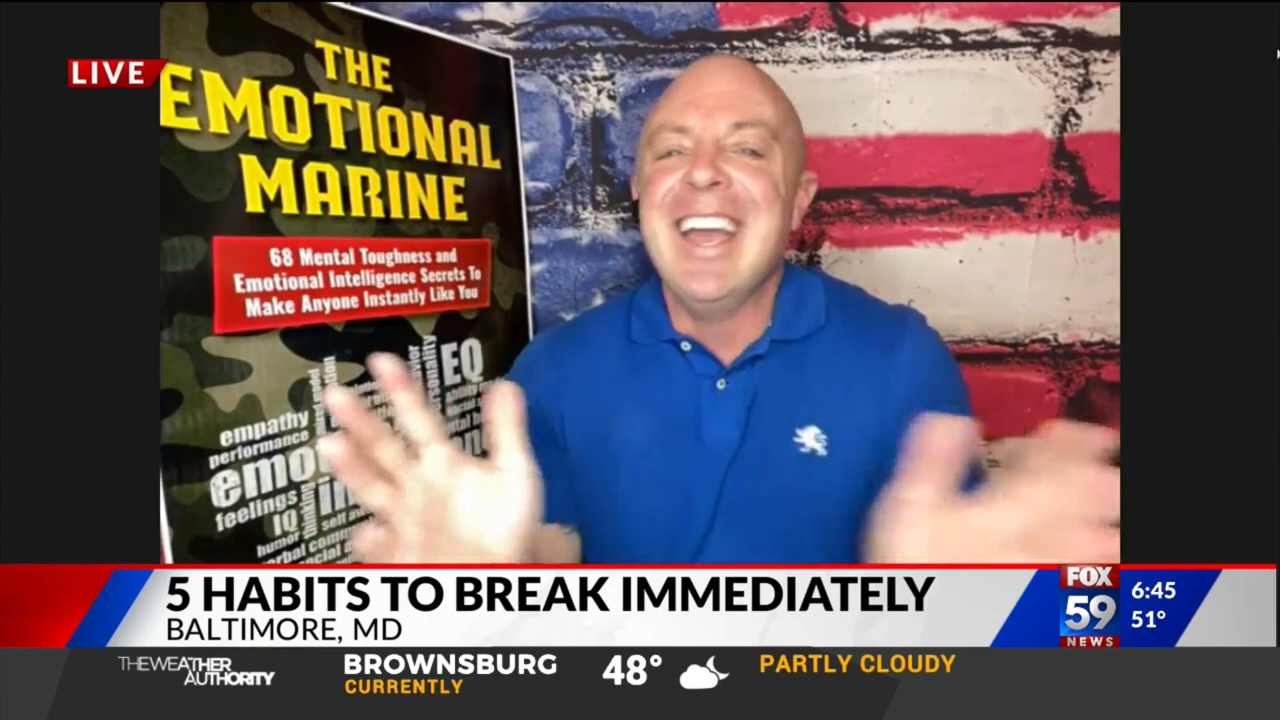 LIVE
THE
EMOTIONAL
MARINE
68 Mental Toughness and
Emotional Intelligence Secrets To
Make Anyone Instantly Like You
EQ
empathy
performance
feelings
IQ
thinking
humor
5 HABITS TO BREAK IMMEDIATELY
BALTIMORE, MD
FOX
59
NEWS
6:45
51°
THE WEATHER
AUTHORITY
BROWNSBURG
CURRENTLY
48°
PARTLY CLOUDY